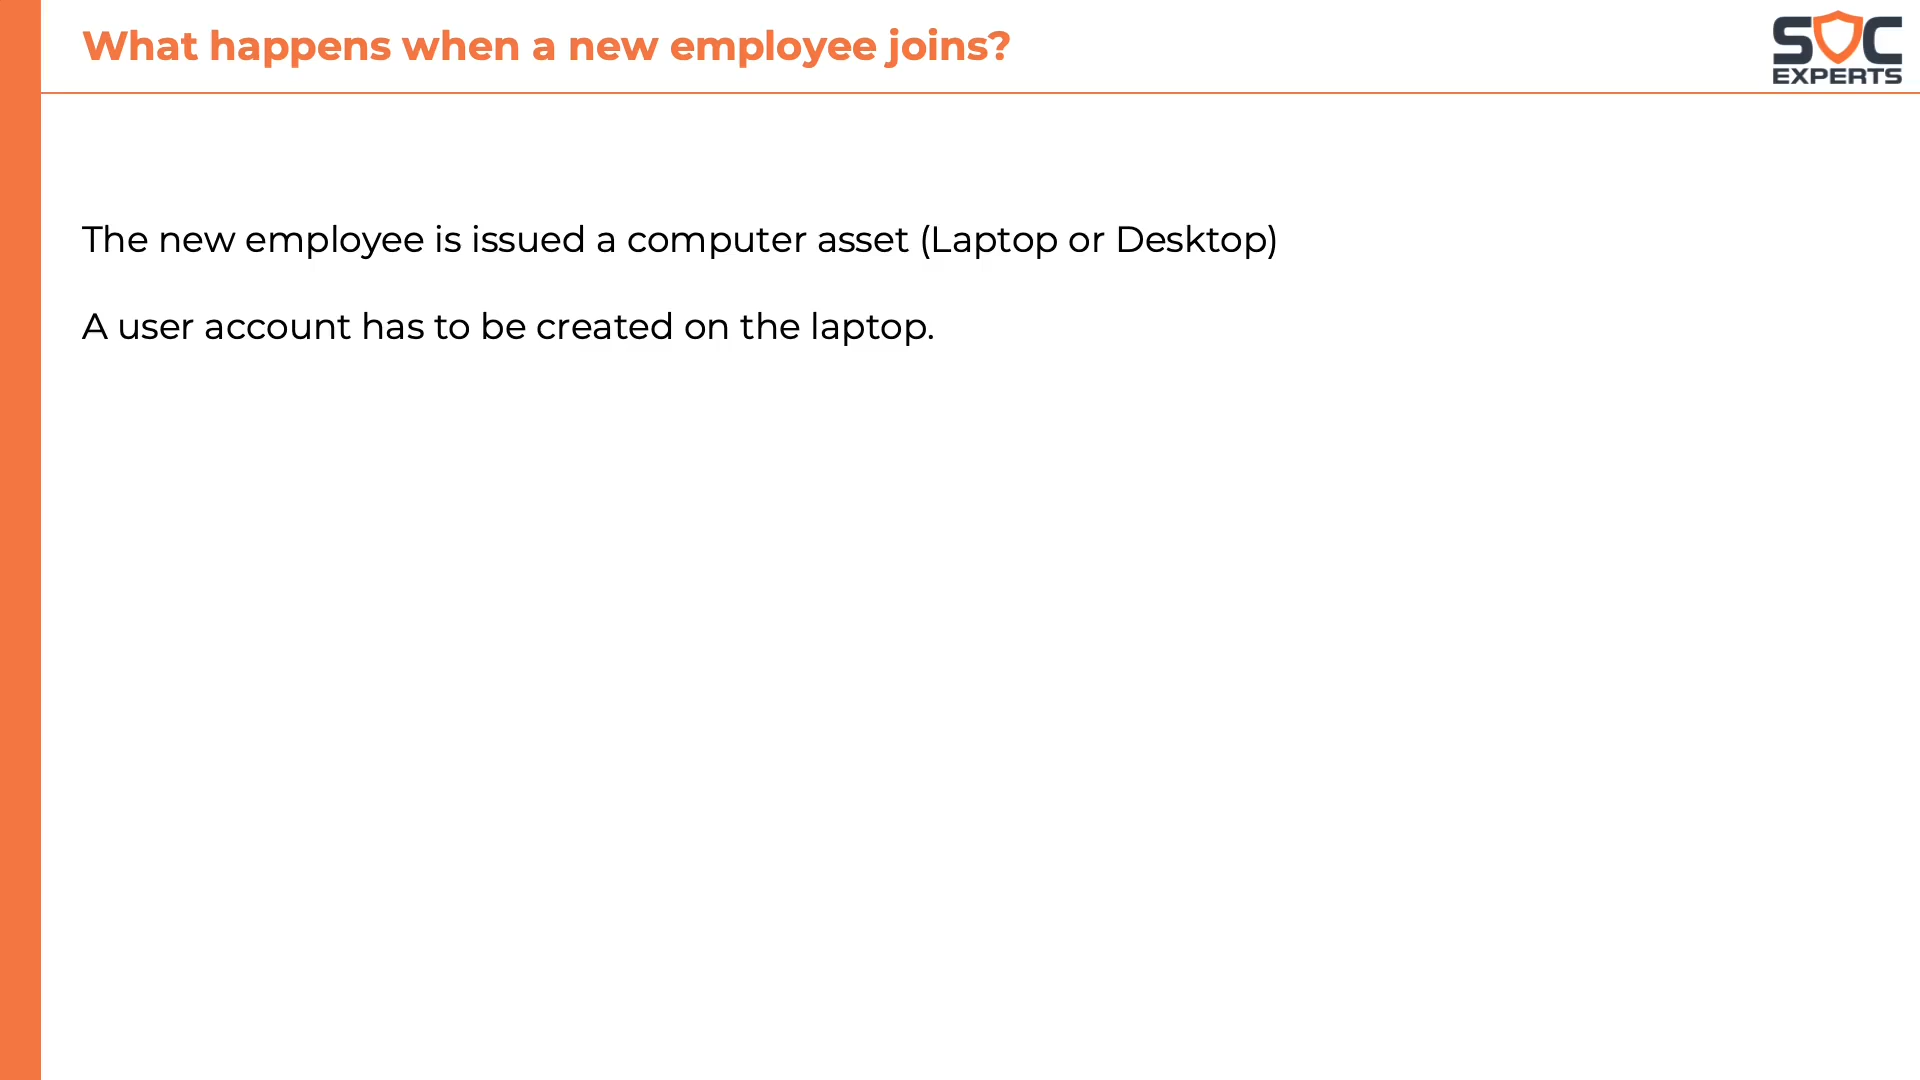 What happens when a new employee joins?
SOC
EXPERTS
The new employee is issued a computer asset (Laptop or Desktop)
A user account has to be created on the laptop.